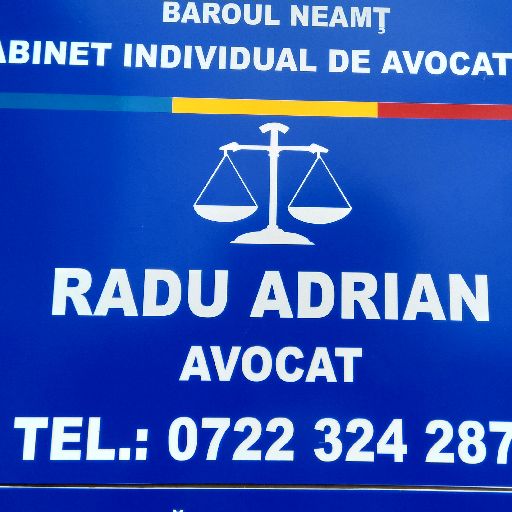 BAROUL NEAMŢ
ABINET INDIVIDUAL DE AVOCAT
RADU ADRIAN
AVOCAT
TEL.: 0722 324 287